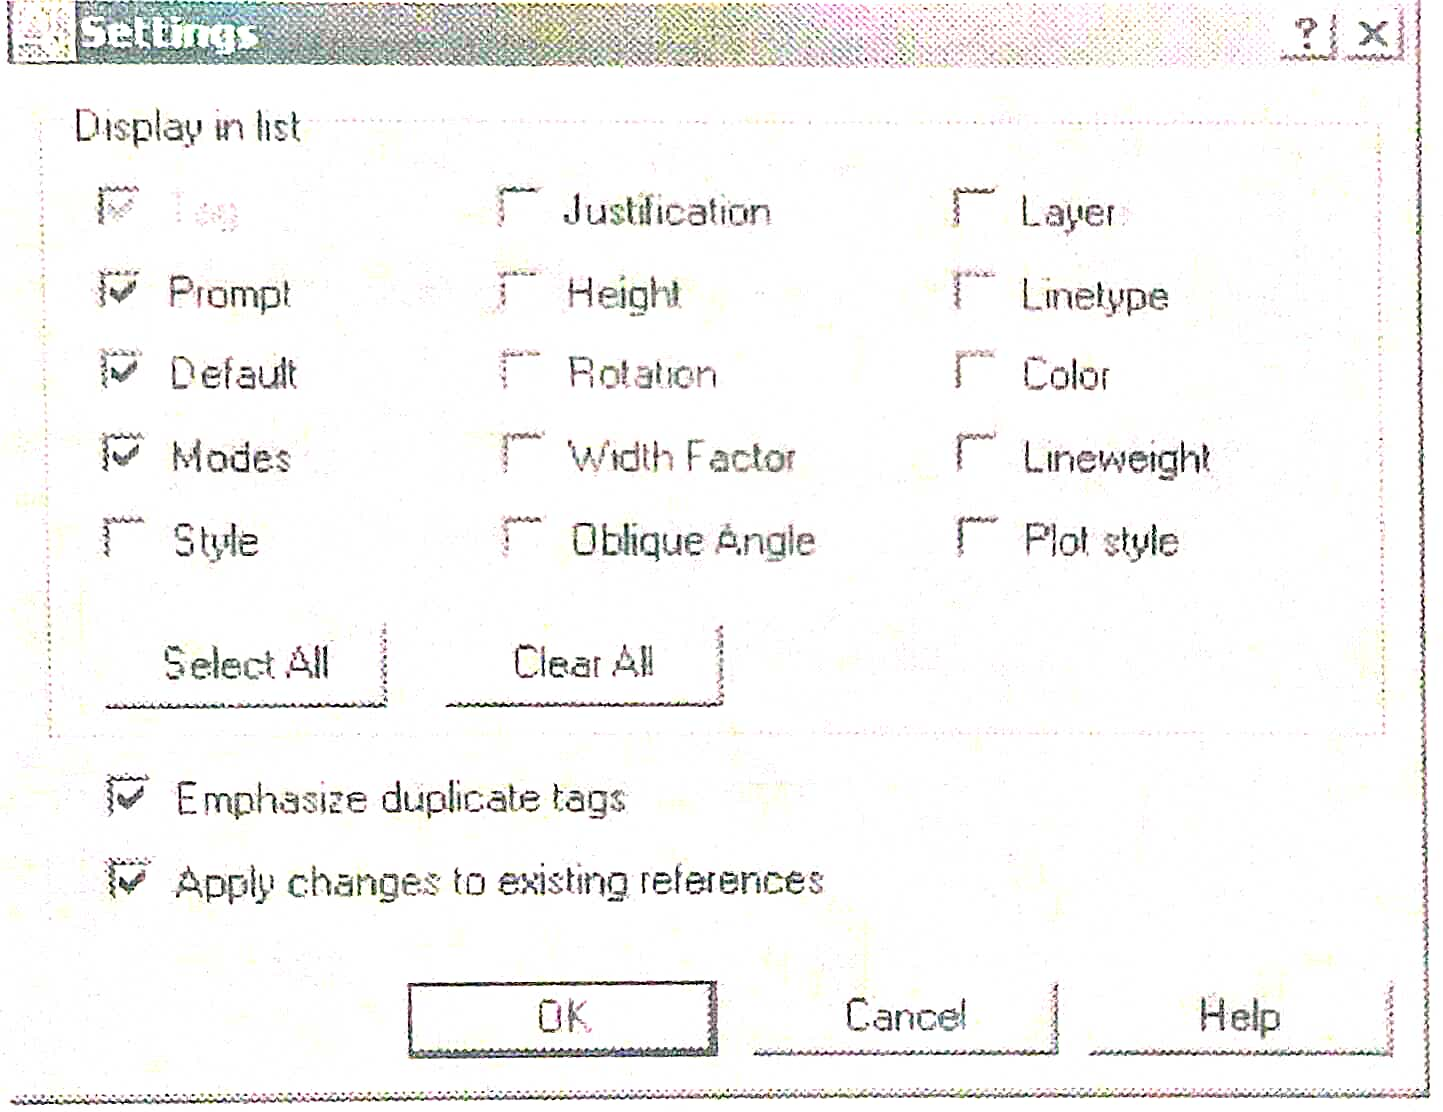 Settings
Display in list
Tag Justification Layer
Prompt Height Linetype
Default Rotation Color
Modes Width Factor Lineweight
Style Oblique Angle Plot style
Select All Clear All
Emphasize duplicate tags
Apply changes to existing references
OK Cancel Help